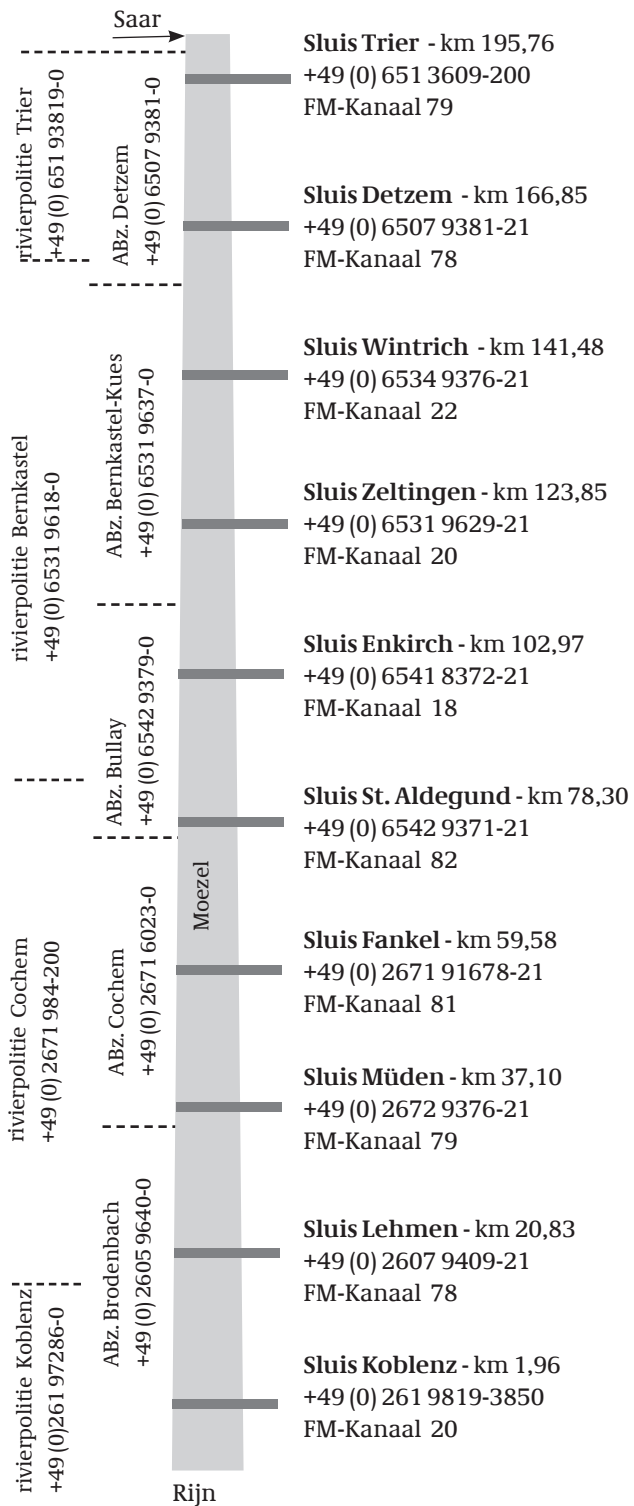 Saar
Sluis Trier - km 195,76
+49 (0) 651 3609-200
FM-Kanaal 79
rivierpolitie Trier
+49 (0) 651 93819-0
ABz. Detzem
+49 (0) 6507 9381-0
Sluis Detzem - km 166,85
+49 (0) 6507 9381-21
FM-Kanaal 78
Sluis Wintrich - km 141,48
+49 (0) 6534 9376-21
FM-Kanaal 22
rivierpolitie Bernkastel
+49 (0) 6531 9618-0
ABz. Bernkastel-Kues
+49 (0) 6531 9637-0
Sluis Zeltingen - km 123,85
+49 (0) 6531 9629-21
FM-Kanaal 20
Sluis Enkirch - km 102,97
+49 (0) 6541 8372-21
FM-Kanaal 18
ABz. Bullay
+49 (0) 6542 9379-0
Sluis St. Aldegund - km 78,30
+49 (0) 6542 9371-21
FM-Kanaal 82
Moezel
Sluis Fankel - km 59,58
+49 (0) 2671 91678-21
FM-Kanaal 81
rivierpolitie Cochem
+49 (0) 2671 984-200
ABz. Cochem
+49 (0) 2671 6023-0
Sluis Müden - km 37,10
+49 (0) 2672 9376-21
FM-Kanaal 79
ABz. Brodenbach
+49 (0) 2605 9640-0
Sluis Lehmen - km 20,83
+49 (0) 2607 9409-21
FM-Kanaal 78
rivierpolitie Koblenz
+49 (0)261 97286-0
Sluis Koblenz - km 1,96
+49 (0) 261 9819-3850
FM-Kanaal 20
Rijn